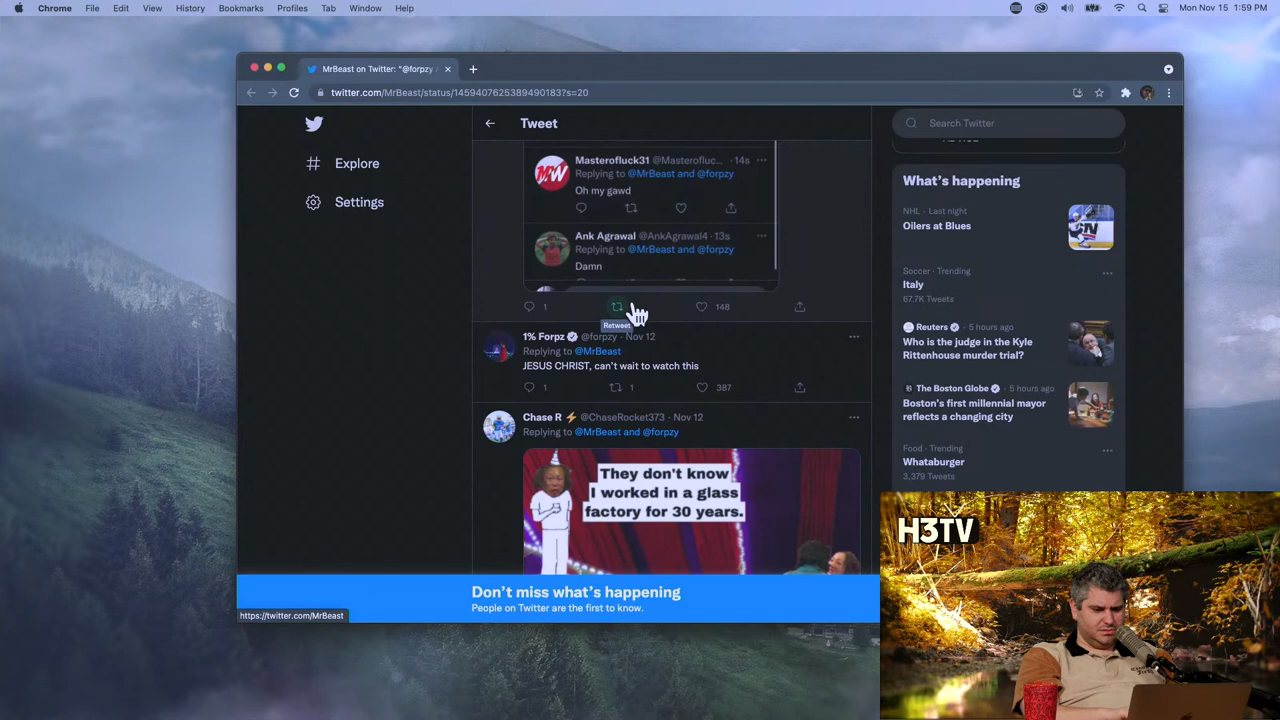 Chrome File Edit View History Bookmarks Profiles Tab Window Help
Mon Nov 15 1:59 PM
MrBeast on Twitter: "@forpzy
twitter.com/MrBeast/status/1459407625389490183?s=20
Explore
Settings
Tweet
Masterofluck31 @Masterofluc... · 14s
Replying to @MrBeast and @forpzy
Oh my gawd
Ank Agrawal @AnkAgrawal4 · 13s
Replying to @MrBeast and @forpzy
Damn
1 148
Retweet
1% Forpz @forpzy · Nov 12
Replying to @MrBeast
JESUS CHRIST, can't wait to watch this
1 1 387
Chase R @ChaseRocket373 · Nov 12
Replying to @MrBeast and @forpzy
They don't know
I worked in a glass
factory for 30 years.
Search Twitter
What's happening
NHL · Last night
Oilers at Blues
Soccer · Trending
Italy
67.7K Tweets
Reuters · 5 hours ago
Who is the judge in the Kyle
Rittenhouse murder trial?
The Boston Globe · 5 hours ago
Boston's first millennial mayor
reflects a changing city
Food · Trending
Whataburger
3,379 Tweets
Don't miss what's happening
People on Twitter are the first to know.
https://twitter.com/MrBeast
H3TV